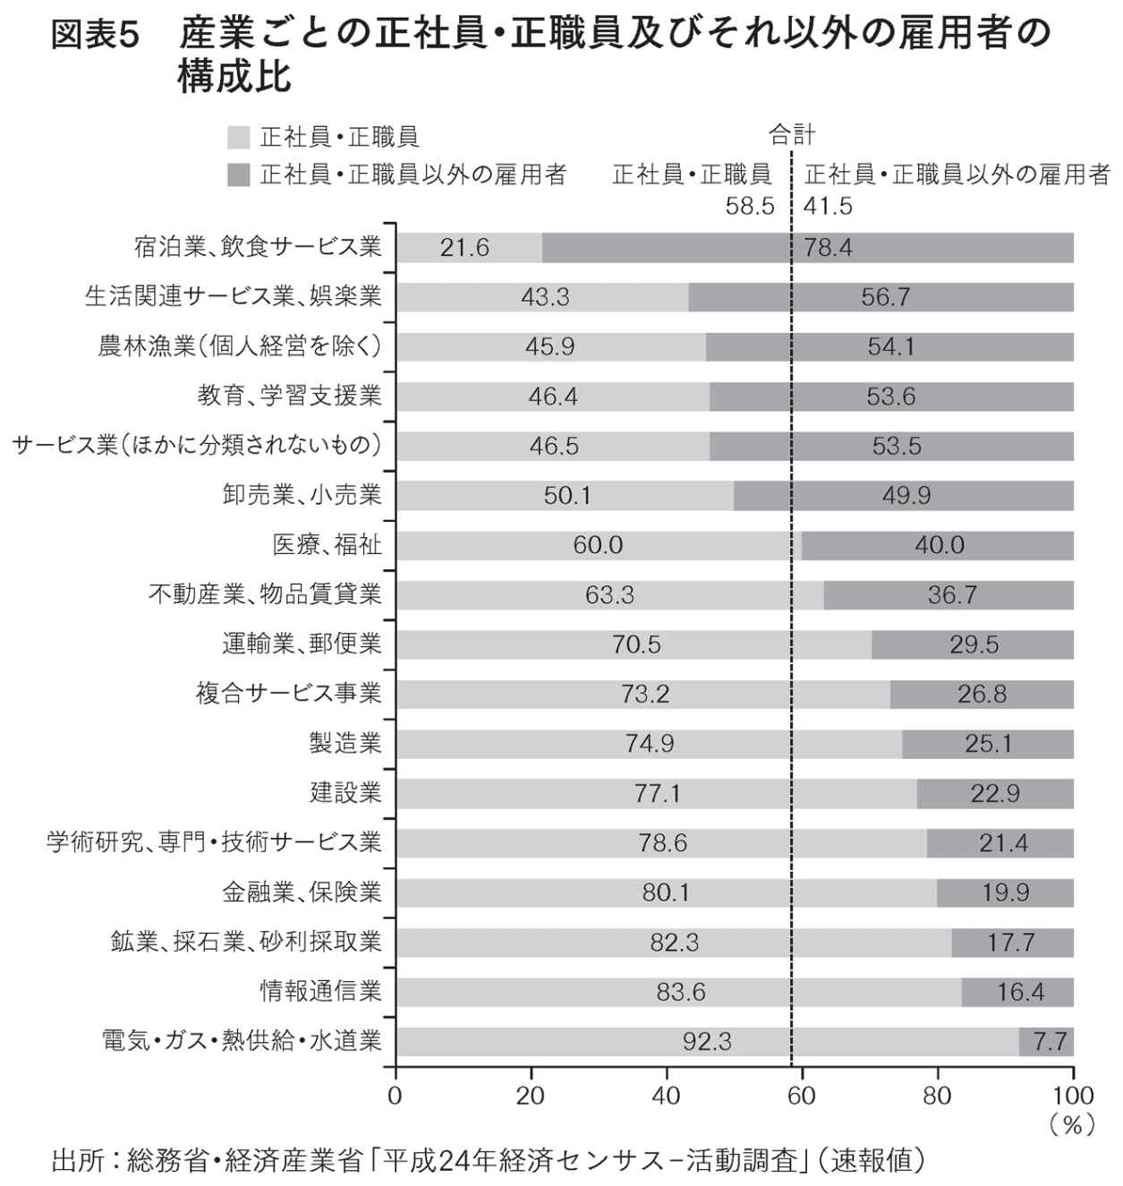 図表5 産業ごとの正社員・正職員及びそれ以外の雇用者の
構成比
正社員・正職員
正社員・正職員以外の雇用者
合計
正社員・正職員 正社員・正職員以外の雇用者
58.5 41.5
宿泊業、飲食サービス業 21.6 78.4
生活関連サービス業、娯楽業 43.3 56.7
農林漁業(個人経営を除く) 45.9 54.1
教育、学習支援業 46.4 53.6
サービス業(ほかに分類されないもの) 46.5 53.5
卸売業、小売業 50.1 49.9
医療、福祉 60.0 40.0
不動産業、物品賃貸業 63.3 36.7
運輸業、郵便業 70.5 29.5
複合サービス事業 73.2 26.8
製造業 74.9 25.1
建設業 77.1 22.9
学術研究、専門・技術サービス業 78.6 21.4
金融業、保険業 80.1 19.9
鉱業、採石業、砂利採取業 82.3 17.7
情報通信業 83.6 16.4
電気・ガス・熱供給・水道業 92.3 7.7
0 20 40 60 80 100
(%)
出所:総務省・経済産業省「平成24年経済センサス−活動調査」(速報値)